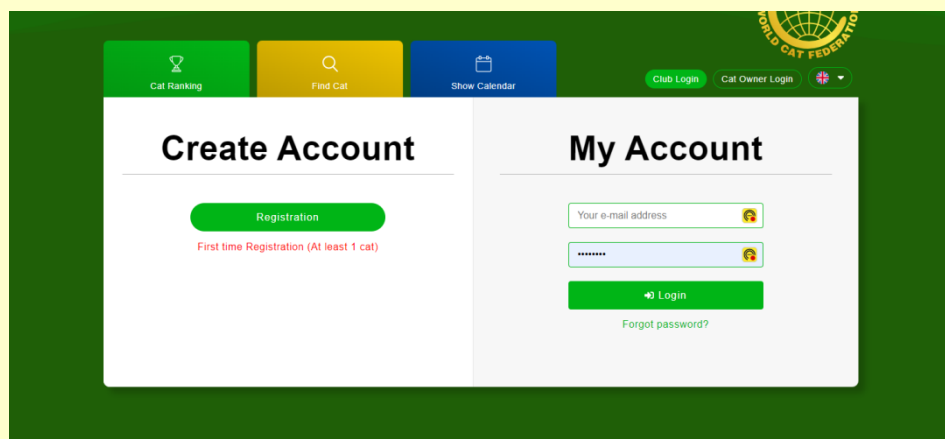 WORLD CAT FEDERATION
Cat Ranking
Find Cat
Show Calendar
Club Login
Cat Owner Login
Create Account
Registration
First time Registration (At least 1 cat)
My Account
Your e-mail address
••••••••
Login
Forgot password?